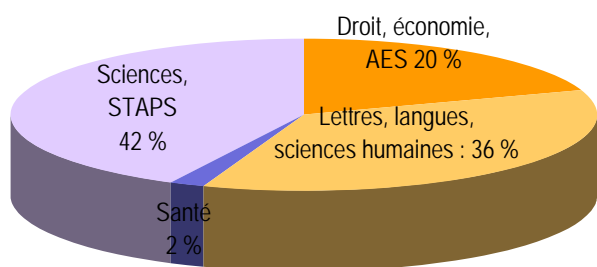 Droit, économie,
AES 20 %
Sciences,
STAPS
42 %
Lettres, langues,
sciences humaines : 36 %
Santé
2 %